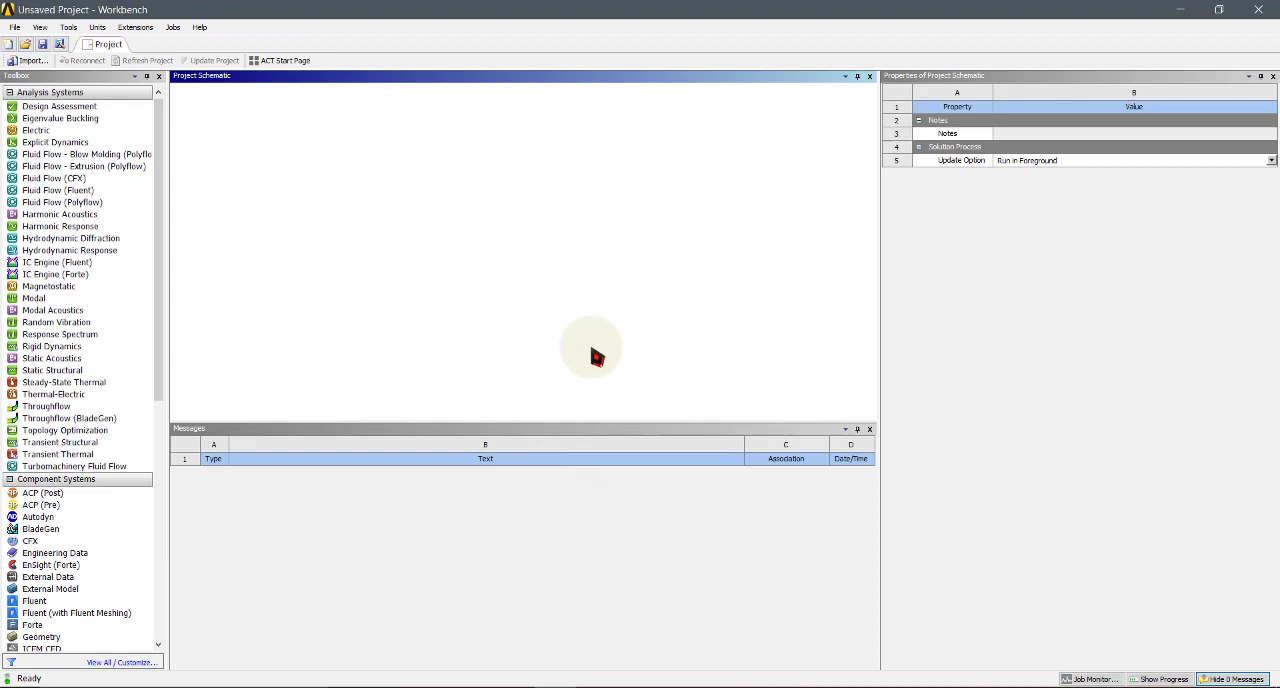 Unsaved Project - Workbench
File View Tools Units Extensions Jobs Help
Project
Import... Reconnect Refresh Project Update Project ACT Start Page
Toolbox
Analysis Systems
Design Assessment
Eigenvalue Buckling
Electric
Explicit Dynamics
Fluid Flow - Blow Molding (Polyflo
Fluid Flow - Extrusion (Polyflow)
Fluid Flow (CFX)
Fluid Flow (Fluent)
Fluid Flow (Polyflow)
Harmonic Acoustics
Harmonic Response
Hydrodynamic Diffraction
Hydrodynamic Response
IC Engine (Fluent)
IC Engine (Forte)
Magnetostatic
Modal
Modal Acoustics
Random Vibration
Response Spectrum
Rigid Dynamics
Static Acoustics
Static Structural
Steady-State Thermal
Thermal-Electric
Throughflow
Throughflow (BladeGen)
Topology Optimization
Transient Structural
Transient Thermal
Turbomachinery Fluid Flow
Component Systems
ACP (Post)
ACP (Pre)
Autodyn
BladeGen
CFX
Engineering Data
EnSight (Forte)
External Data
External Model
Fluent
Fluent (with Fluent Meshing)
Forte
Geometry
ICEM CFD
View All / Customize...
Project Schematic
Messages
A B C D
1 Type Text Association Date/Time
Properties of Project Schematic
A B
1 Property Value
2 Notes
3 Notes
4 Solution Process
5 Update Option Run in Foreground
Ready
Job Monitor... Show Progress Hide 0 Messages